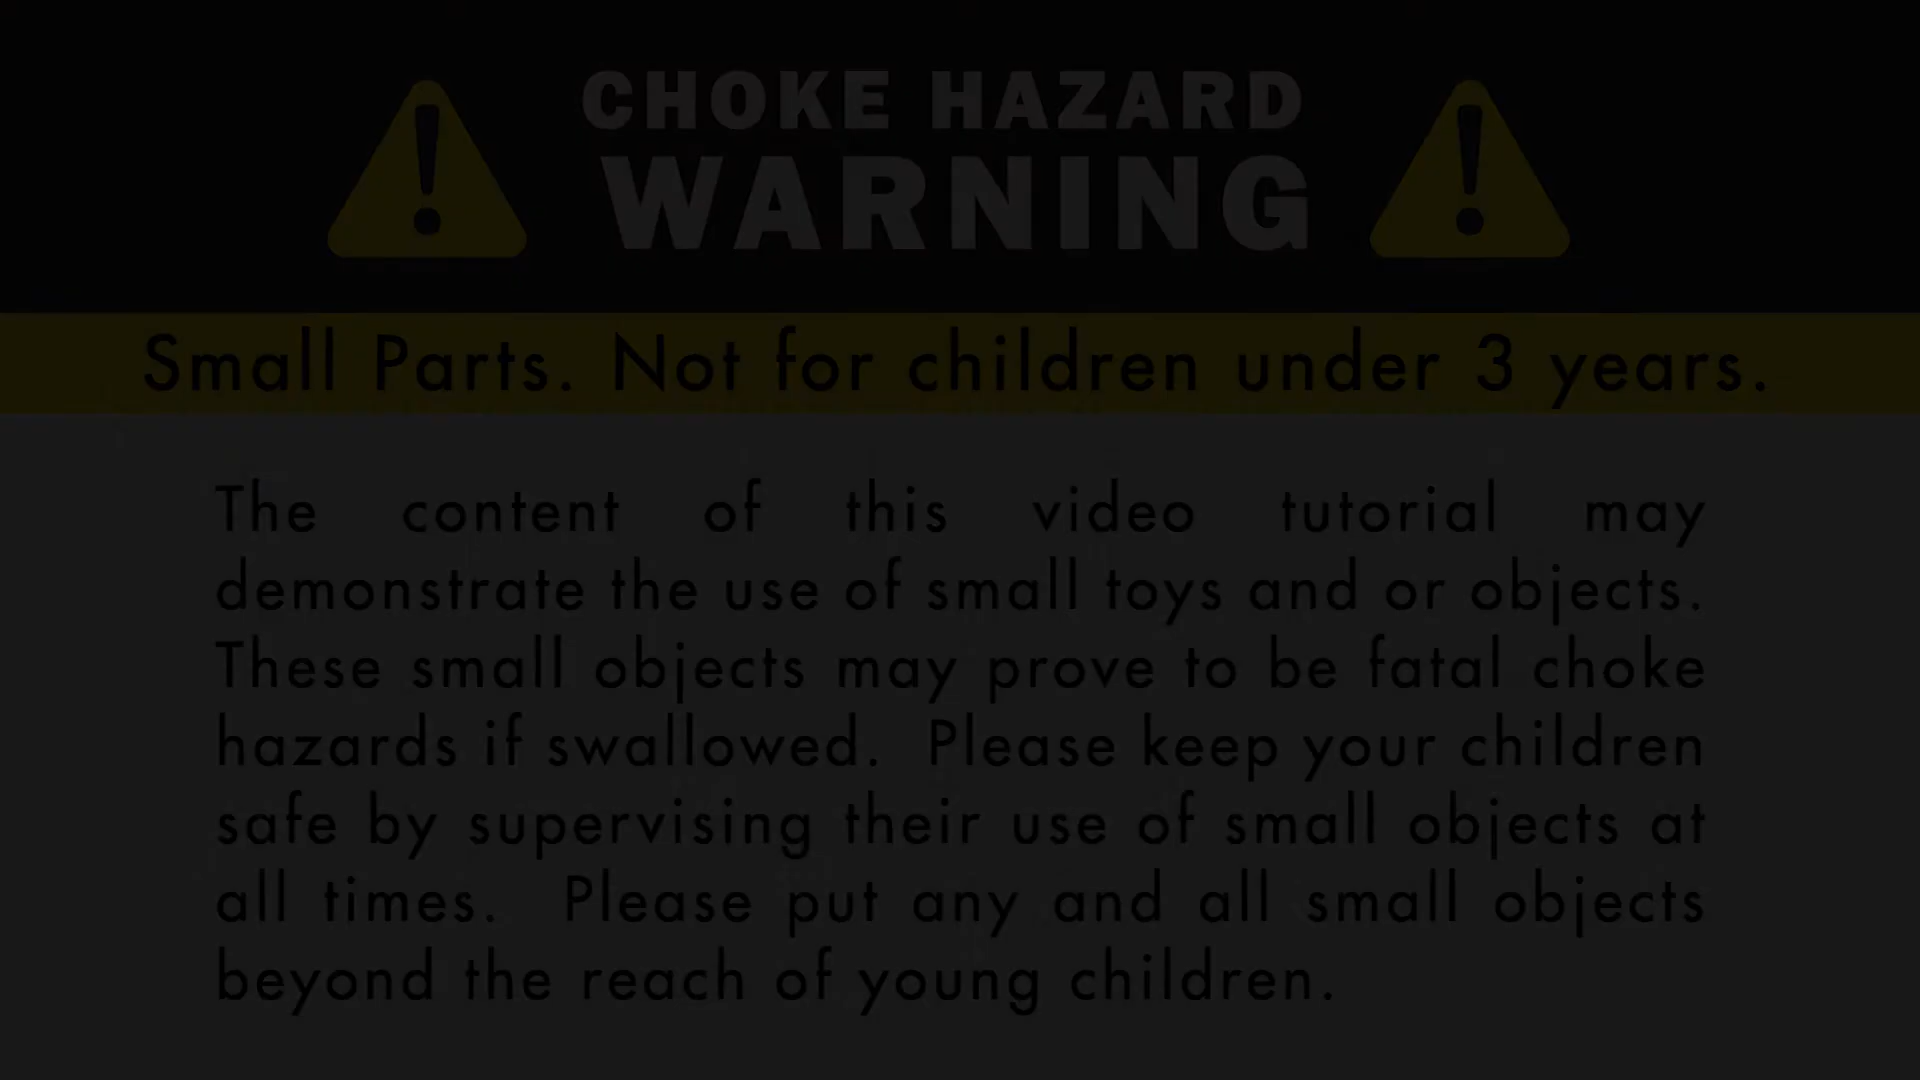 CHOKE HAZARD
WARNING
Small Parts. Not for children under 3 years.
The content of this video tutorial may
demonstrate the use of small toys and or objects.
These small objects may prove to be fatal choke
hazards if swallowed. Please keep your children
safe by supervising their use of small objects at
all times. Please put any and all small objects
beyond the reach of young children.